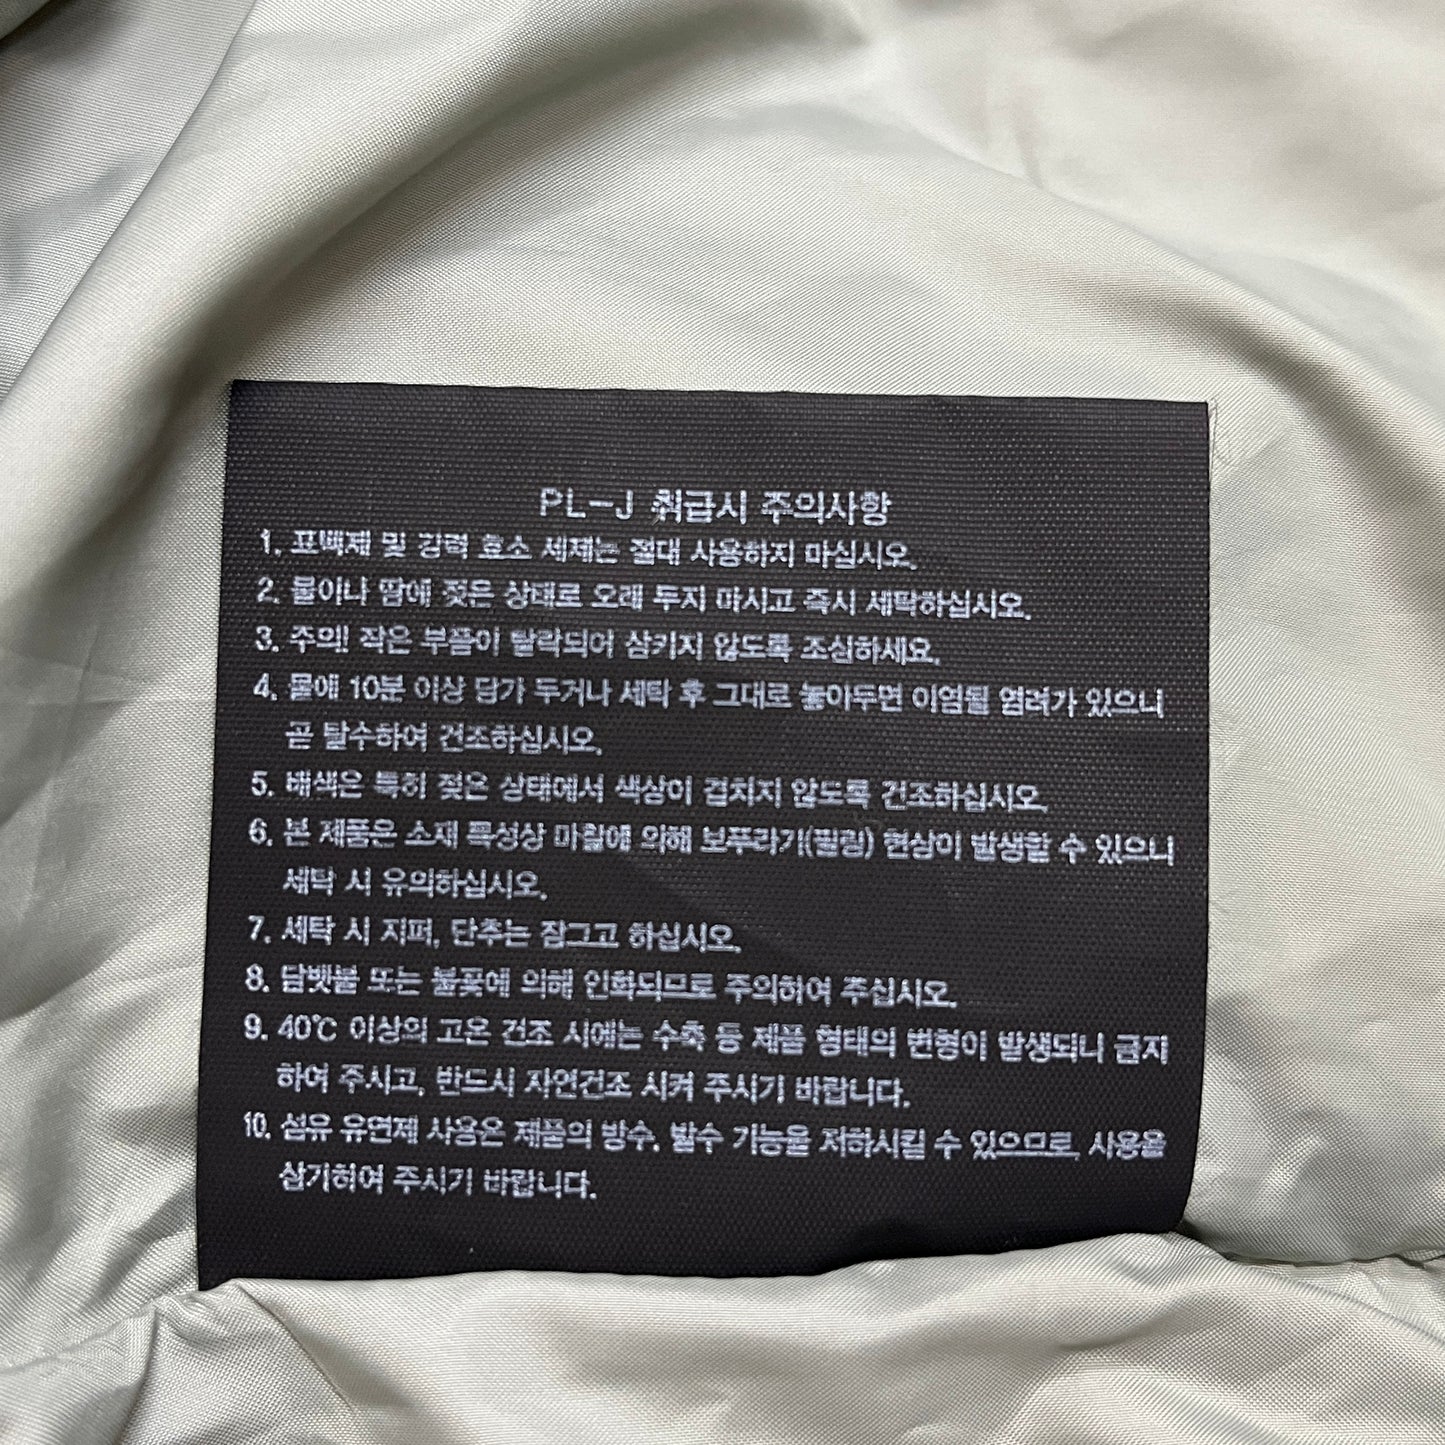 PL-J 취급시 주의사항
1. 표백제 및 강력 효소 세제는 절대 사용하지 마십시오.
2. 물이나 땀에 젖은 상태로 오래 두지 마시고 즉시 세탁하십시오.
3. 주의! 작은 부품이 탈락되어 삼키지 않도록 조심하세요.
4. 물에 10분 이상 담가 두거나 세탁 후 그대로 놓아두면 이염될 염려가 있으니
곧 탈수하여 건조하십시오.
5. 배색은 특히 젖은 상태에서 색상이 겹치지 않도록 건조하십시오.
6. 본 제품은 소재 특성상 마찰에 의해 보푸라기(필링) 현상이 발생할 수 있으니
세탁 시 유의하십시오.
7. 세탁 시 지퍼, 단추는 잠그고 하십시오.
8. 담뱃불 또는 불꽃에 의해 인화되므로 주의하여 주십시오.
9. 40℃ 이상의 고온 건조 시에는 수축 등 제품 형태의 변형이 발생되니 금지
하여 주시고, 반드시 자연건조 시켜 주시기 바랍니다.
10. 섬유 유연제 사용은 제품의 방수, 발수 기능을 저하시킬 수 있으므로, 사용을
삼가하여 주시기 바랍니다.